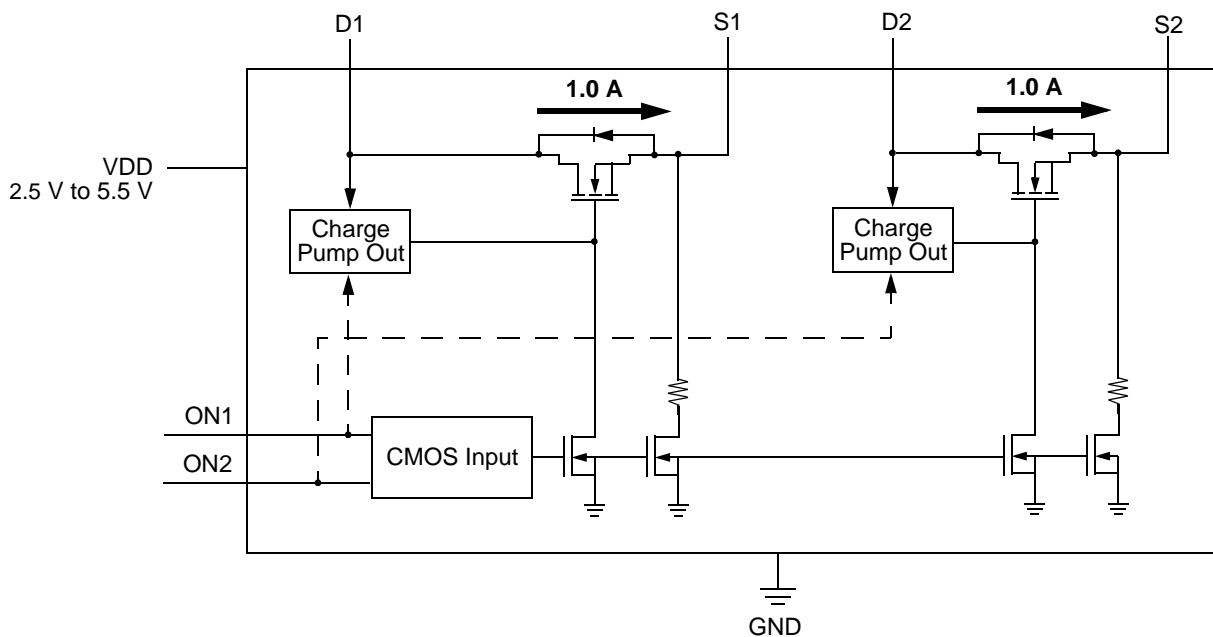 D1
S1
D2
S2
1.0 A
1.0 A
VDD
2.5 V to 5.5 V
Charge
Pump Out
Charge
Pump Out
ON1
ON2
CMOS Input
GND